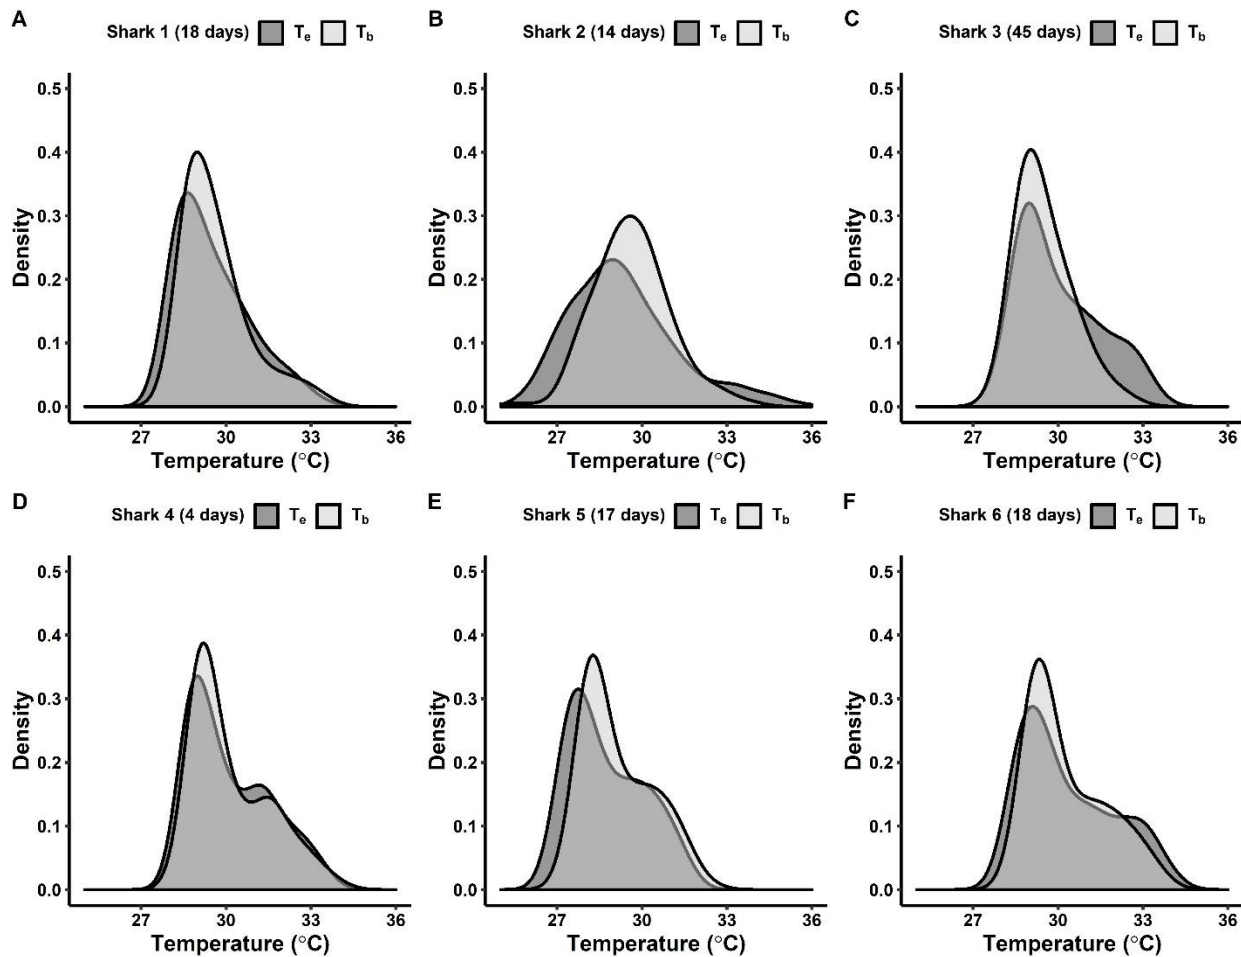 A
Shark 1 (18 days) Te Tb
0.5
0.4
0.3
0.2
0.1
0.0
Density
27 30 33 36
Temperature (°C)
B
Shark 2 (14 days) Te Tb
0.5
0.4
0.3
0.2
0.1
0.0
Density
27 30 33 36
Temperature (°C)
C
Shark 3 (45 days) Te Tb
0.5
0.4
0.3
0.2
0.1
0.0
Density
27 30 33 36
Temperature (°C)
D
Shark 4 (4 days) Te Tb
0.5
0.4
0.3
0.2
0.1
0.0
Density
27 30 33 36
Temperature (°C)
E
Shark 5 (17 days) Te Tb
0.5
0.4
0.3
0.2
0.1
0.0
Density
27 30 33 36
Temperature (°C)
F
Shark 6 (18 days) Te Tb
0.5
0.4
0.3
0.2
0.1
0.0
Density
27 30 33 36
Temperature (°C)